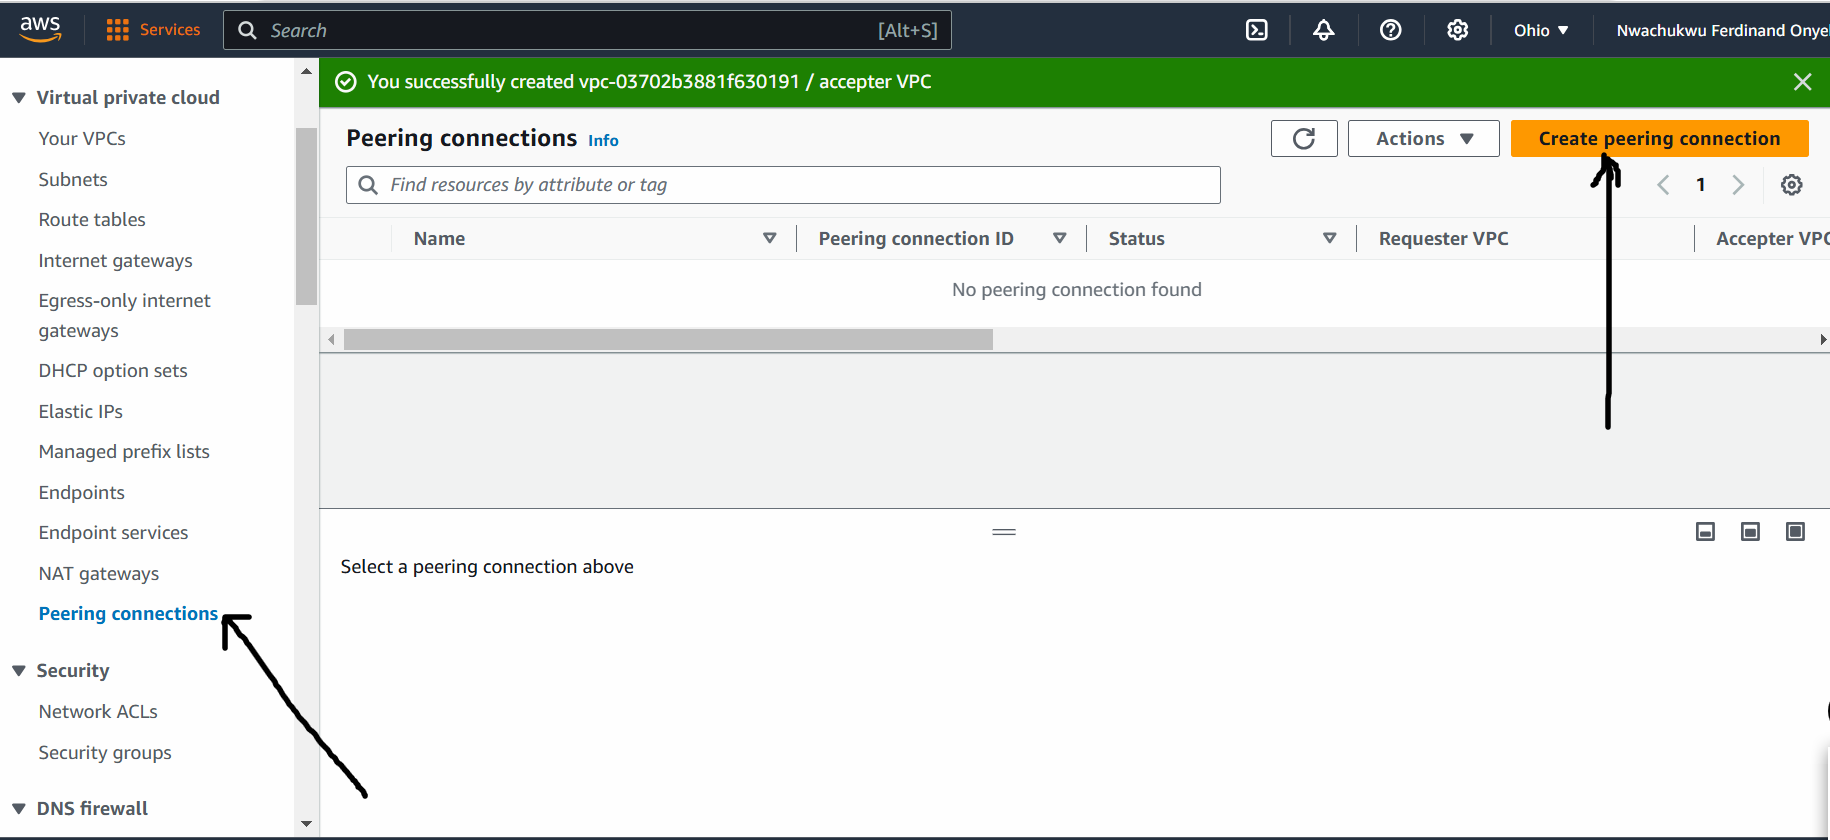 aws
Services
Search [Alt+S]
Ohio
Nwachukwu Ferdinand Onye
Virtual private cloud
Your VPCs
Subnets
Route tables
Internet gateways
Egress-only internet
gateways
DHCP option sets
Elastic IPs
Managed prefix lists
Endpoints
Endpoint services
NAT gateways
Peering connections
Security
Network ACLs
Security groups
DNS firewall
You successfully created vpc-03702b3881f630191 / accepter VPC
Peering connections Info
Actions
Create peering connection
Find resources by attribute or tag
1
Name
Peering connection ID
Status
Requester VPC
Accepter VPC
No peering connection found
Select a peering connection above